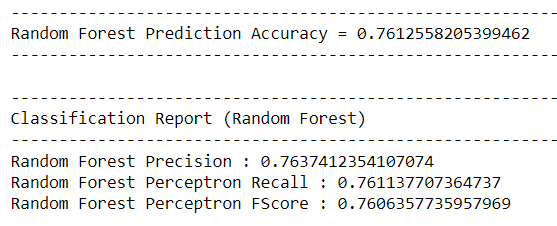 ------------------------------------------------------------
Random Forest Prediction Accuracy = 0.7612558205399462
------------------------------------------------------------
------------------------------------------------------------
Classification Report (Random Forest)
------------------------------------------------------------
Random Forest Precision : 0.7637412354107074
Random Forest Perceptron Recall : 0.761137707364737
Random Forest Perceptron FScore : 0.7606357735957969